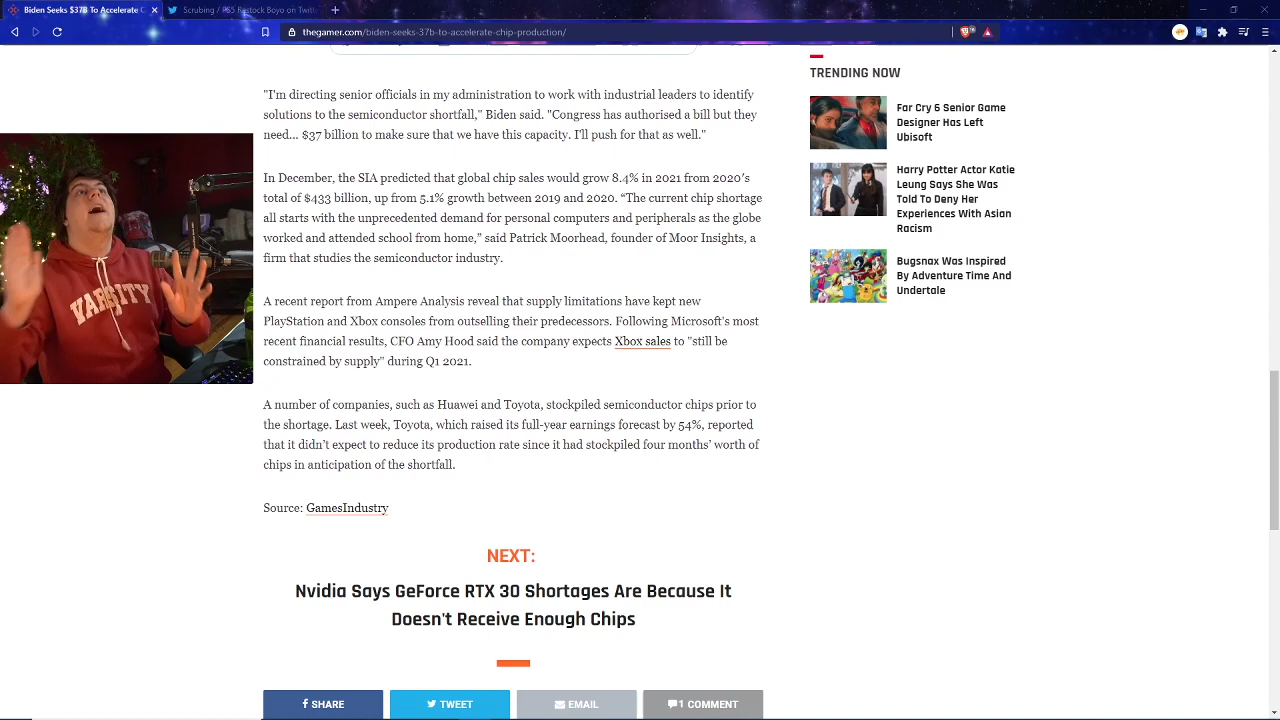 Biden Seeks $37B To Accelerate C
Scrubing / PS5 Restock Boyo on Twitt
thegamer.com/biden-seeks-37b-to-accelerate-chip-production/
"I'm directing senior officials in my administration to work with industrial leaders to identify
solutions to the semiconductor shortfall," Biden said. "Congress has authorised a bill but they
need... $37 billion to make sure that we have this capacity. I'll push for that as well."
In December, the SIA predicted that global chip sales would grow 8.4% in 2021 from 2020's
total of $433 billion, up from 5.1% growth between 2019 and 2020. “The current chip shortage
all starts with the unprecedented demand for personal computers and peripherals as the globe
worked and attended school from home,” said Patrick Moorhead, founder of Moor Insights, a
firm that studies the semiconductor industry.
A recent report from Ampere Analysis reveal that supply limitations have kept new
PlayStation and Xbox consoles from outselling their predecessors. Following Microsoft's most
recent financial results, CFO Amy Hood said the company expects Xbox sales to "still be
constrained by supply" during Q1 2021.
A number of companies, such as Huawei and Toyota, stockpiled semiconductor chips prior to
the shortage. Last week, Toyota, which raised its full-year earnings forecast by 54%, reported
that it didn’t expect to reduce its production rate since it had stockpiled four months’ worth of
chips in anticipation of the shortfall.
Source: GamesIndustry
NEXT:
Nvidia Says GeForce RTX 30 Shortages Are Because It
Doesn't Receive Enough Chips
SHARE
TWEET
EMAIL
1 COMMENT
TRENDING NOW
Far Cry 6 Senior Game
Designer Has Left
Ubisoft
Harry Potter Actor Katie
Leung Says She Was
Told To Deny Her
Experiences With Asian
Racism
Bugsnax Was Inspired
By Adventure Time And
Undertale
VARSITY